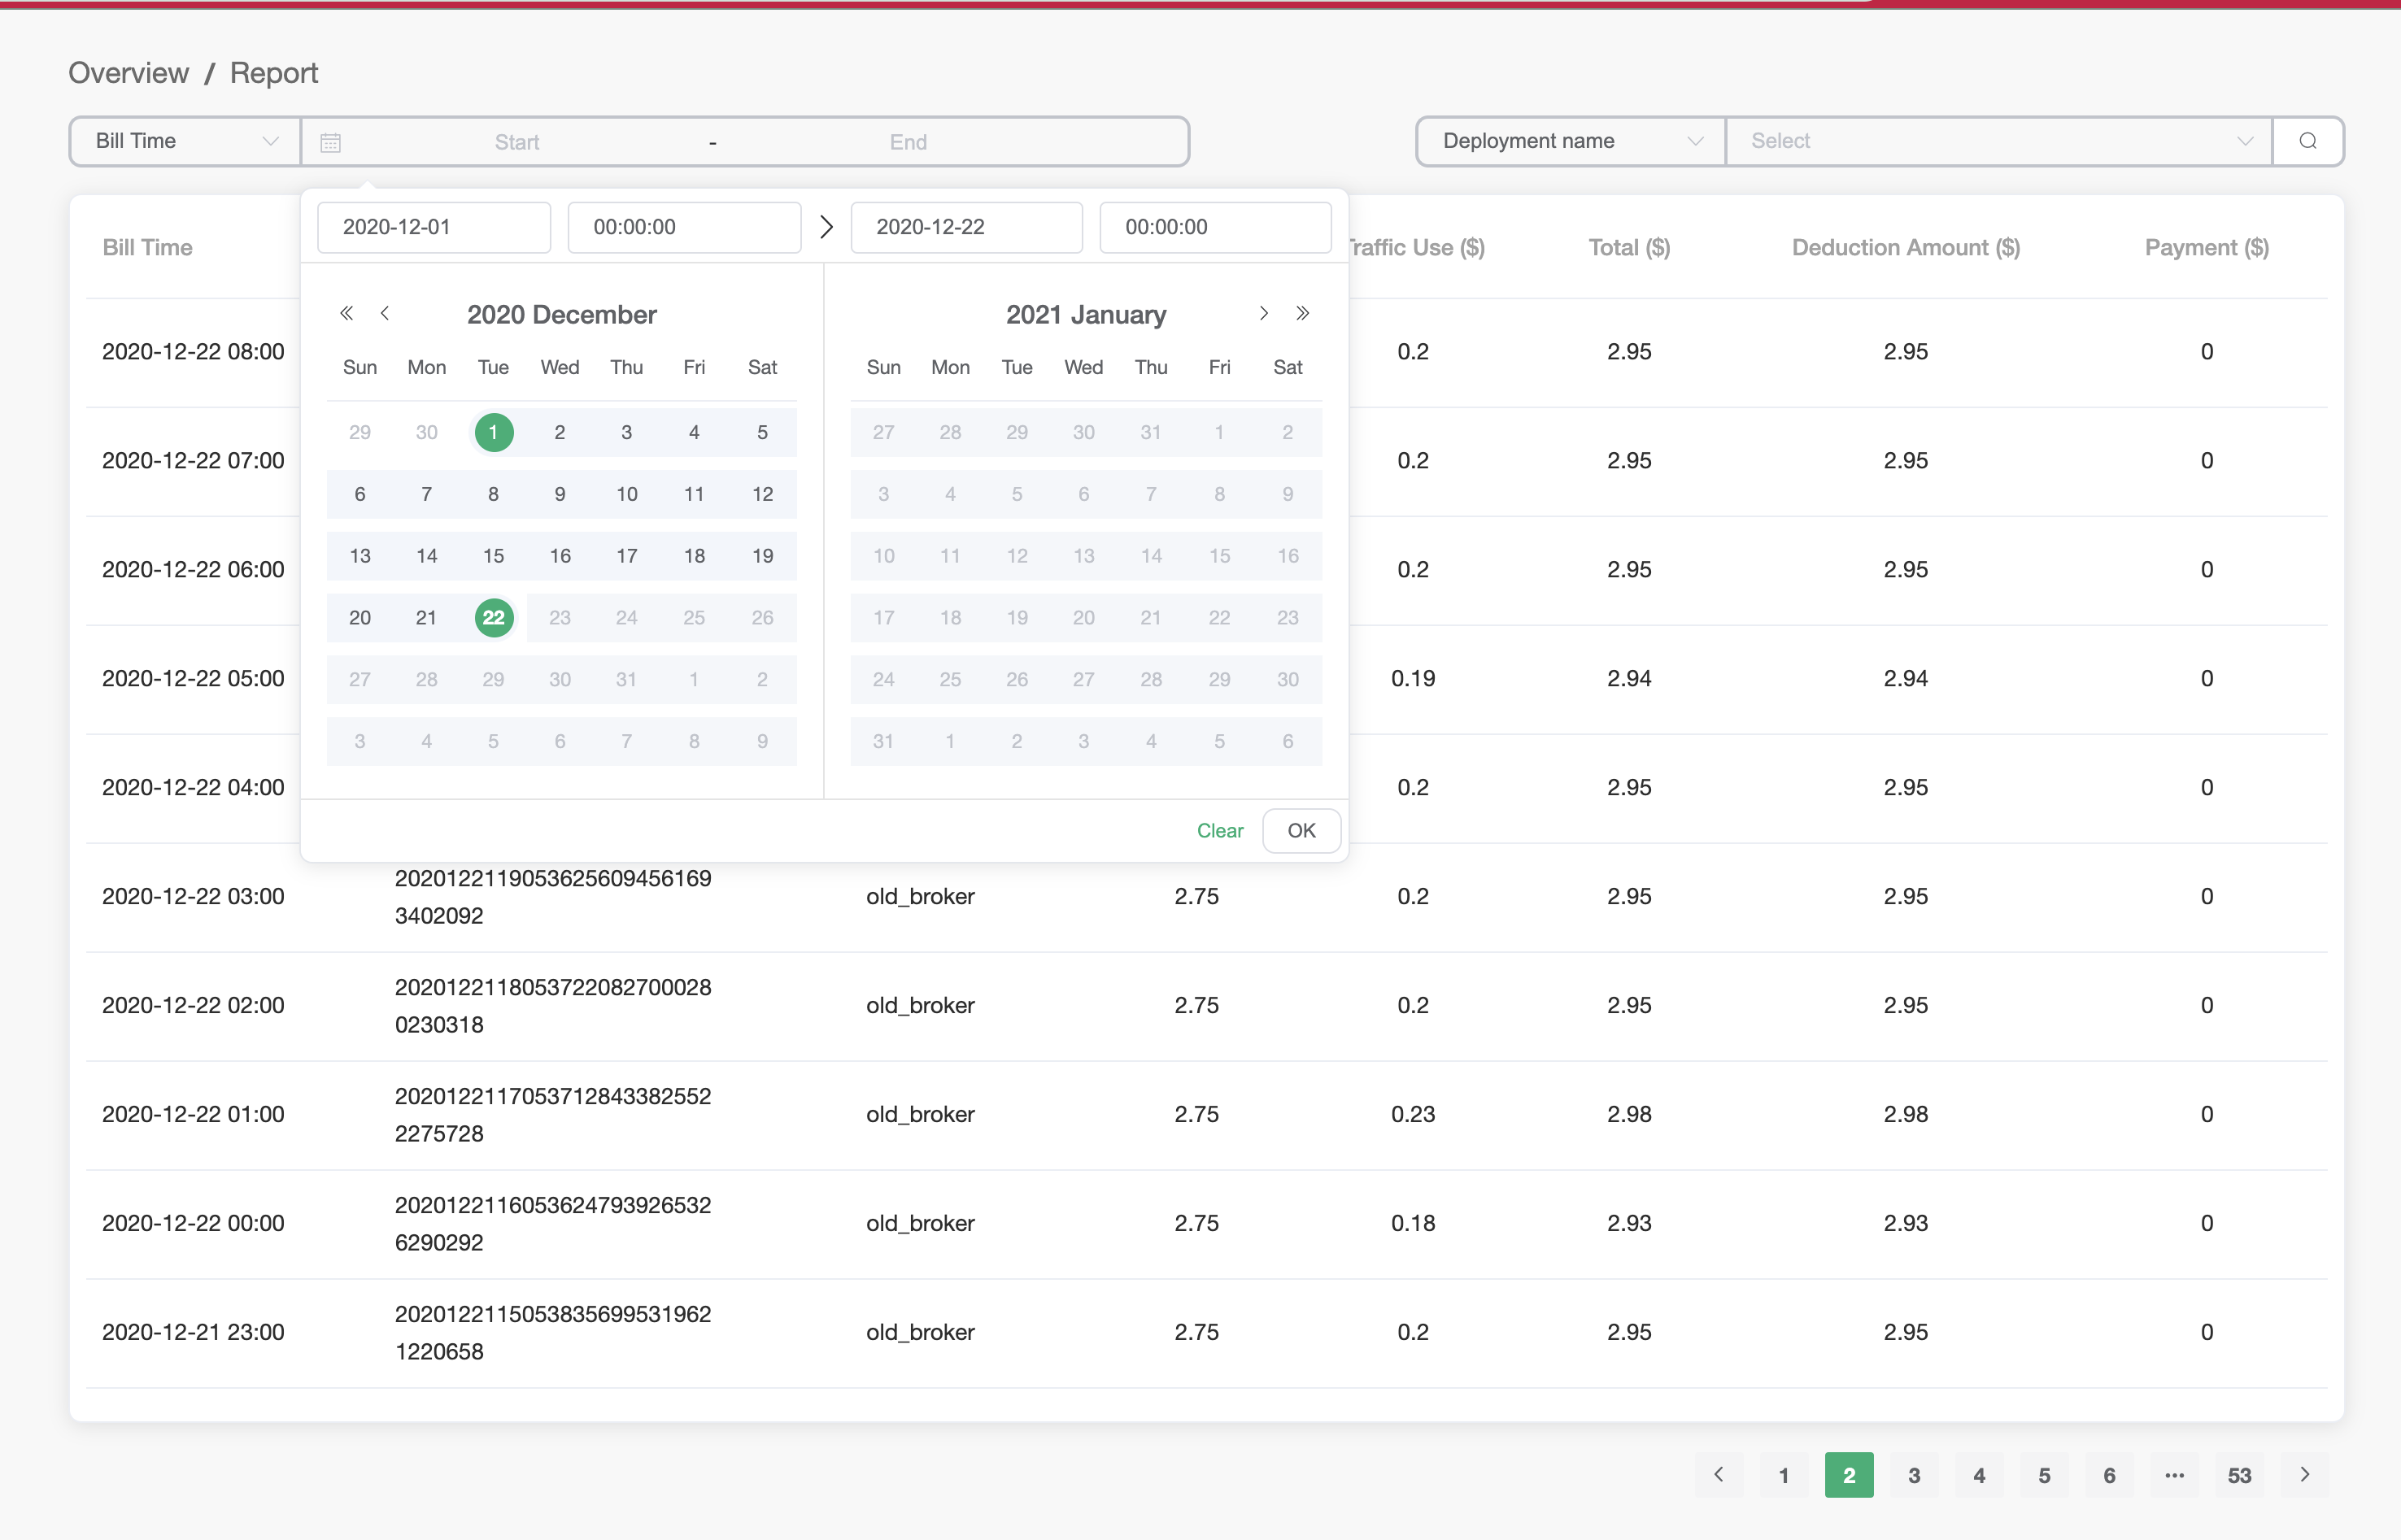 Overview / Report
Bill Time Start - End Deployment name Select
2020-12-01 00:00:00 2020-12-22 00:00:00
Bill Time Traffic Use ($) Total ($) Deduction Amount ($) Payment ($)
2020 December 2021 January
Sun Mon Tue Wed Thu Fri Sat Sun Mon Tue Wed Thu Fri Sat
2020-12-22 08:00 0.2 2.95 2.95 0
29 30 1 2 3 4 5 27 28 29 30 31 1 2
2020-12-22 07:00 0.2 2.95 2.95 0
6 7 8 9 10 11 12 3 4 5 6 7 8 9
13 14 15 16 17 18 19 10 11 12 13 14 15 16
2020-12-22 06:00 0.2 2.95 2.95 0
20 21 22 23 24 25 26 17 18 19 20 21 22 23
27 28 29 30 31 1 2 24 25 26 27 28 29 30
2020-12-22 05:00 0.19 2.94 2.94 0
3 4 5 6 7 8 9 31 1 2 3 4 5 6
2020-12-22 04:00 0.2 2.95 2.95 0
Clear OK
2020-12-22 03:00 2020122119053625609456169 old_broker 2.75 0.2 2.95 2.95 0
3402092
2020-12-22 02:00 2020122118053722082700028 old_broker 2.75 0.2 2.95 2.95 0
0230318
2020-12-22 01:00 2020122117053712843382552 old_broker 2.75 0.23 2.98 2.98 0
2275728
2020-12-22 00:00 2020122116053624793926532 old_broker 2.75 0.18 2.93 2.93 0
6290292
2020-12-21 23:00 2020122115053835699531962 old_broker 2.75 0.2 2.95 2.95 0
1220658
1 2 3 4 5 6 ··· 53